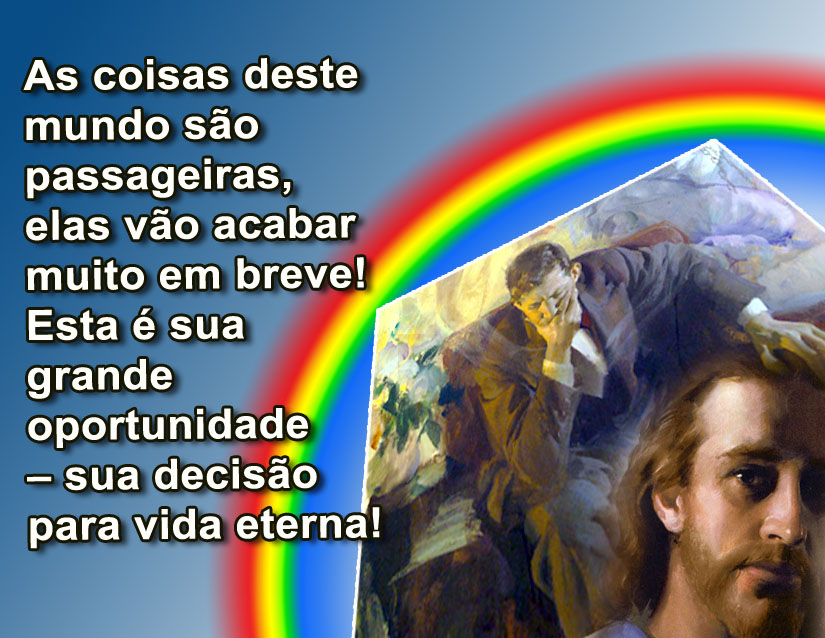 As coisas deste
mundo são
passageiras,
elas vão acabar
muito em breve!
Esta é sua
grande
oportunidade
– sua decisão
para vida eterna!